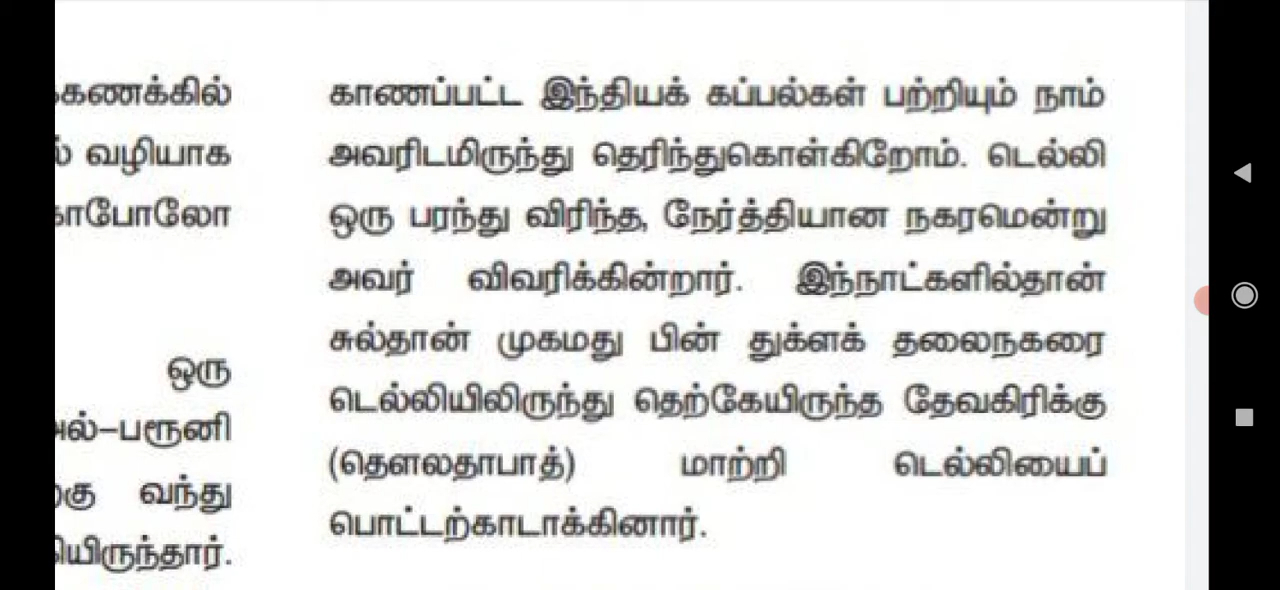 கணக்கில்
வழியாக
காபோலோ
ஒரு
அல்-பரூனி
வந்து
யிருந்தார்.
காணப்பட்ட இந்தியக் கப்பல்கள் பற்றியும் நாம்
அவரிடமிருந்து தெரிந்துகொள்கிறோம். டெல்லி
ஒரு பரந்து விரிந்த, நேர்த்தியான நகரமென்று
அவர் விவரிக்கின்றார். இந்நாட்களில்தான்
சுல்தான் முகமது பின் துக்ளக் தலைநகரை
டெல்லியிலிருந்து தெற்கேயிருந்த தேவகிரிக்கு
(தௌலதாபாத்) மாற்றி டெல்லியைப்
பொட்டற்காடாக்கினார்.